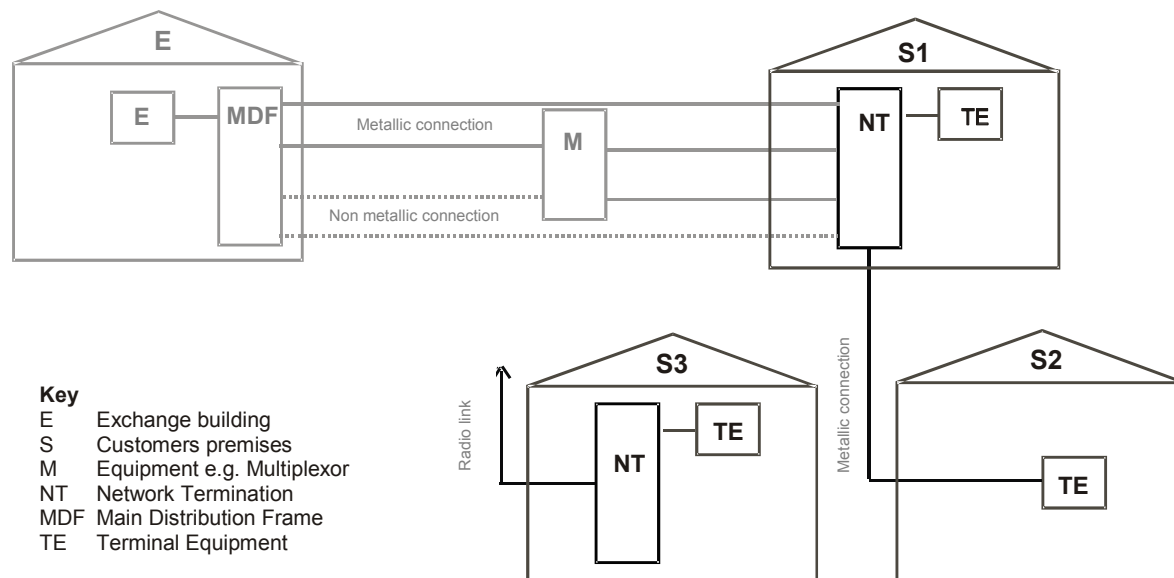 E
S1
E
MDF
NT
TE
Metallic connection
M
Non metallic connection
Metallic connection
S3
S2
Radio link
NT
TE
TE
Key
E Exchange building
S Customers premises
M Equipment e.g. Multiplexor
NT Network Termination
MDF Main Distribution Frame
TE Terminal Equipment